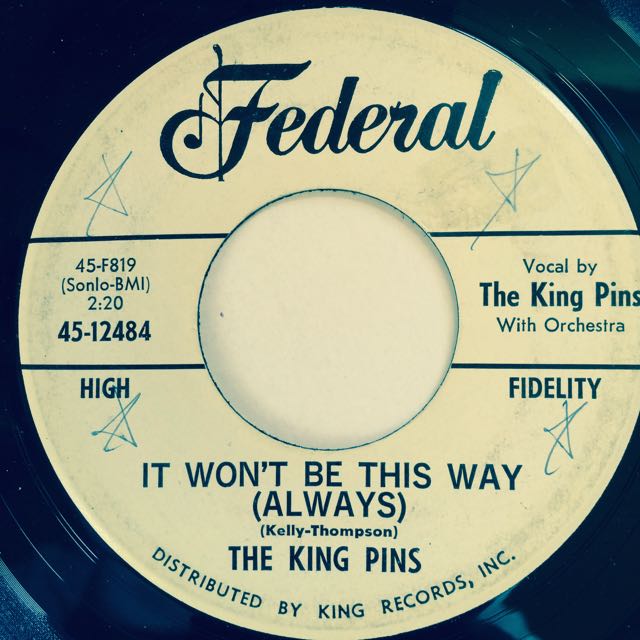 Federal
45-F819
(Sonlo-BMI)
2:20
45-12484
Vocal by
The King Pins
With Orchestra
HIGH
FIDELITY
IT WON'T BE THIS WAY
(ALWAYS)
(Kelly-Thompson)
THE KING PINS
DISTRIBUTED BY KING RECORDS, INC.